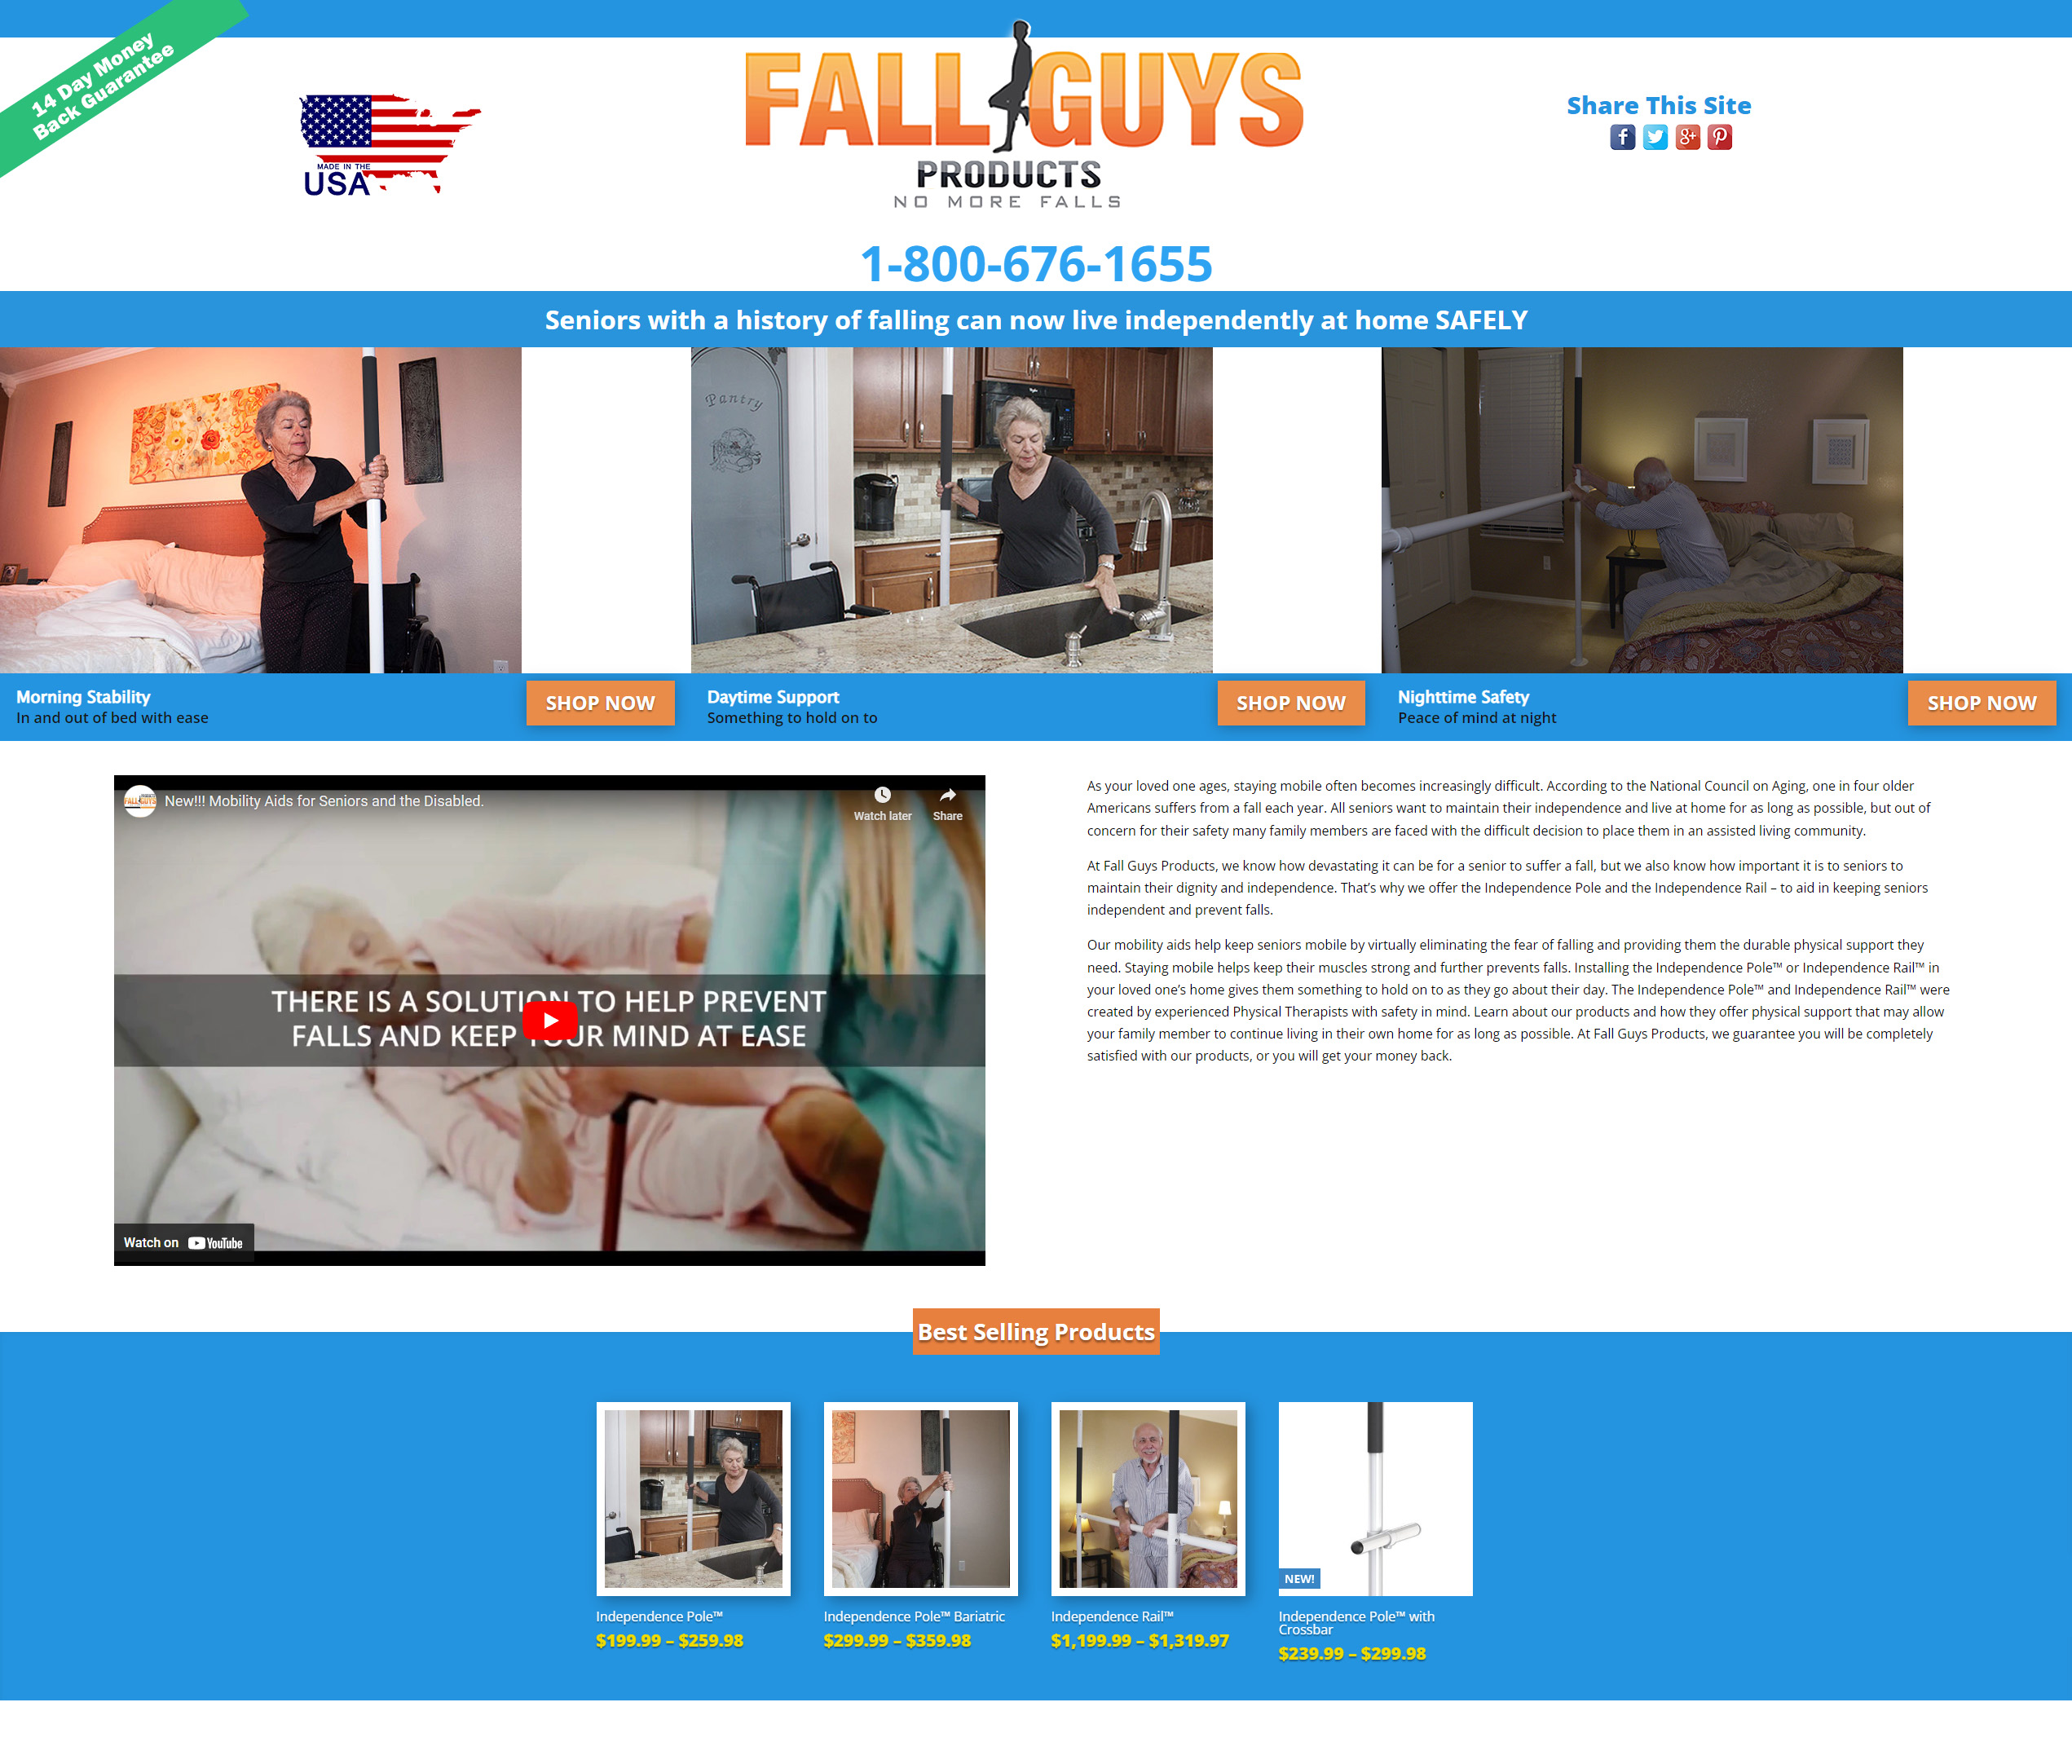 14 Day Money
Back Guarantee
MADE IN THE
USA
FALL GUYS
PRODUCTS
NO MORE FALLS
Share This Site
1-800-676-1655
Seniors with a history of falling can now live independently at home SAFELY
Pantry
Morning Stability
In and out of bed with ease
SHOP NOW
Daytime Support
Something to hold on to
SHOP NOW
Nighttime Safety
Peace of mind at night
SHOP NOW
New!!! Mobility Aids for Seniors and the Disabled.
Watch later
Share
THERE IS A SOLUTION TO HELP PREVENT
FALLS AND KEEP YOUR MIND AT EASE
Watch on YouTube
As your loved one ages, staying mobile often becomes increasingly difficult. According to the National Council on Aging, one in four older
Americans suffers from a fall each year. All seniors want to maintain their independence and live at home for as long as possible, but out of
concern for their safety many family members are faced with the difficult decision to place them in an assisted living community.
At Fall Guys Products, we know how devastating it can be for a senior to suffer a fall, but we also know how important it is to seniors to
maintain their dignity and independence. That's why we offer the Independence Pole and the Independence Rail – to aid in keeping seniors
independent and prevent falls.
Our mobility aids help keep seniors mobile by virtually eliminating the fear of falling and providing them the durable physical support they
need. Staying mobile helps keep their muscles strong and further prevents falls. Installing the Independence Pole™ or Independence Rail™ in
your loved one's home gives them something to hold on to as they go about their day. The Independence Pole™ and Independence Rail™ were
created by experienced Physical Therapists with safety in mind. Learn about our products and how they offer physical support that may allow
your family member to continue living in their own home for as long as possible. At Fall Guys Products, we guarantee you will be completely
satisfied with our products, or you will get your money back.
Best Selling Products
NEW!
Independence Pole™
$199.99 – $259.98
Independence Pole™ Bariatric
$299.99 – $359.98
Independence Rail™
$1,199.99 – $1,319.97
Independence Pole™ with
Crossbar
$239.99 – $299.98